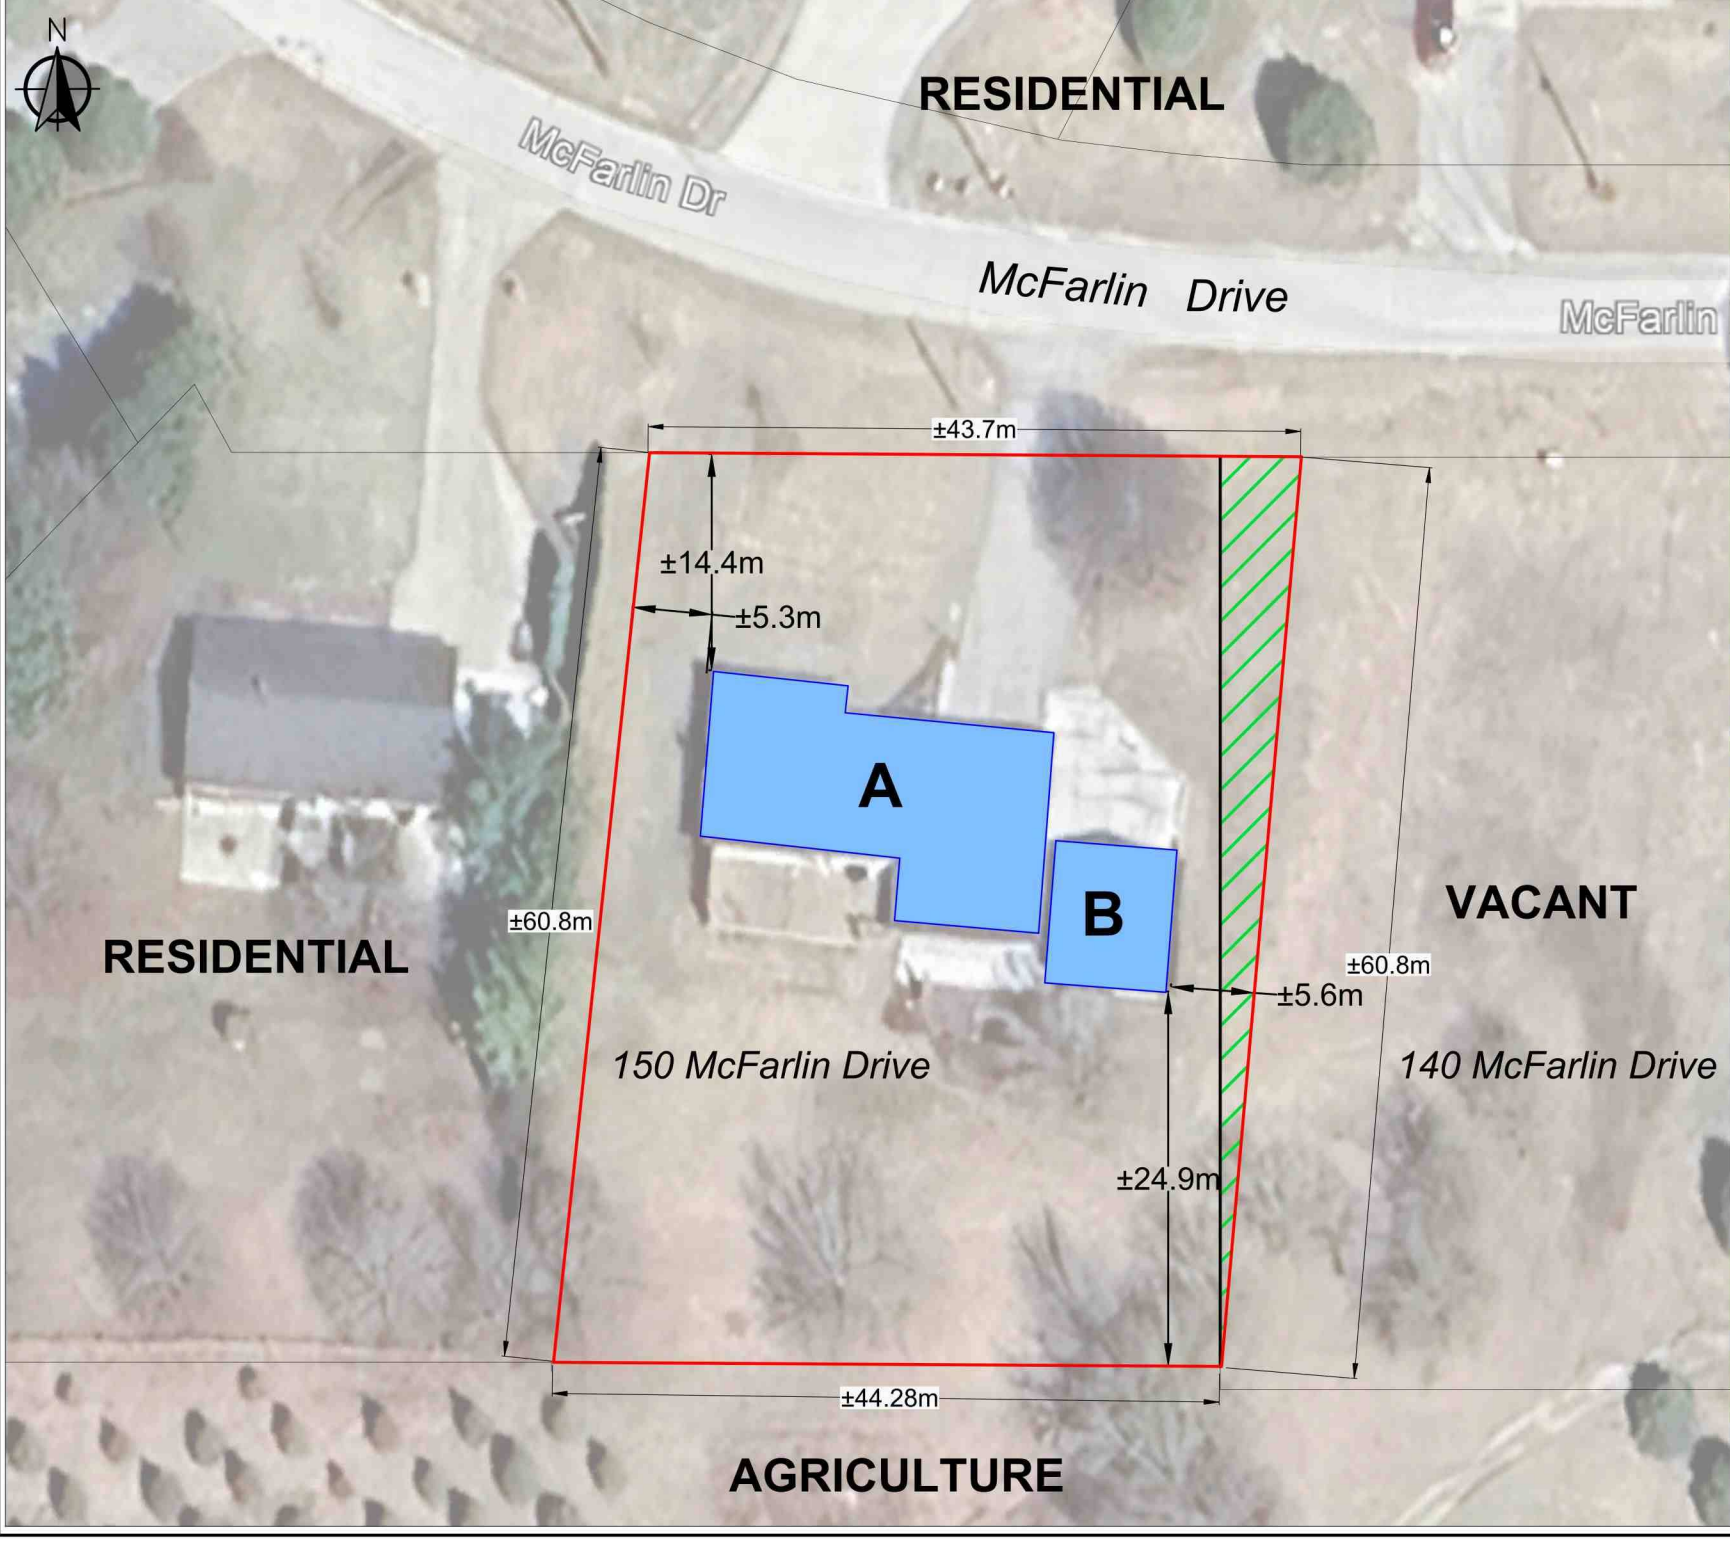 N
RESIDENTIAL
McFarlin Dr
McFarlin Drive
McFarlin
±43.7m
±14.4m
±5.3m
A
B
VACANT
±60.8m
RESIDENTIAL
±60.8m
±5.6m
150 McFarlin Drive
140 McFarlin Drive
±24.9m
±44.28m
AGRICULTURE